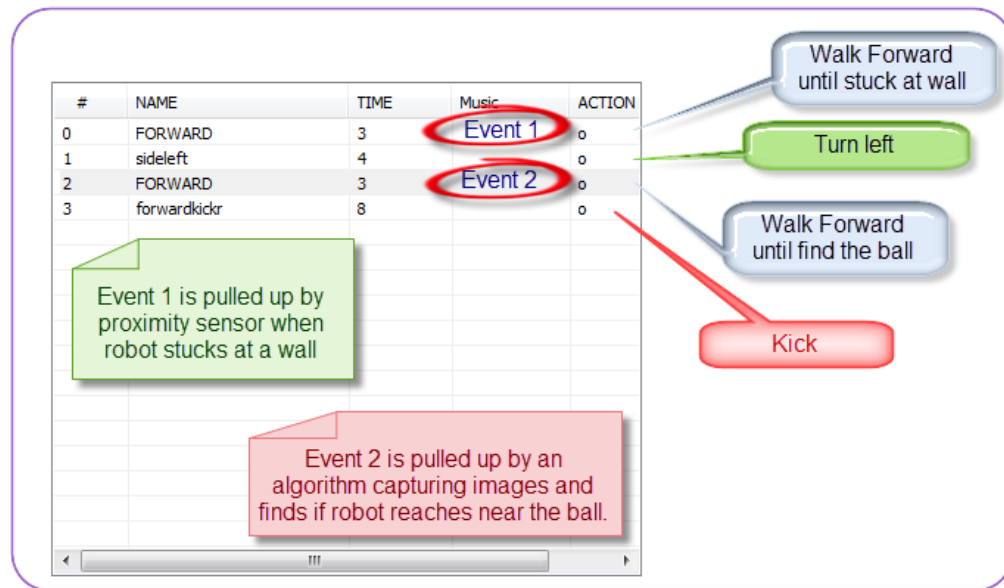 # NAME TIME Music ACTION
0 FORWARD 3 Event 1 o
1 sideleft 4 o
2 FORWARD 3 Event 2 o
3 forwardkickr 8 o
Walk Forward
until stuck at wall
Turn left
Walk Forward
until find the ball
Kick
Event 1 is pulled up by
proximity sensor when
robot stucks at a wall
Event 2 is pulled up by an
algorithm capturing images and
finds if robot reaches near the ball.